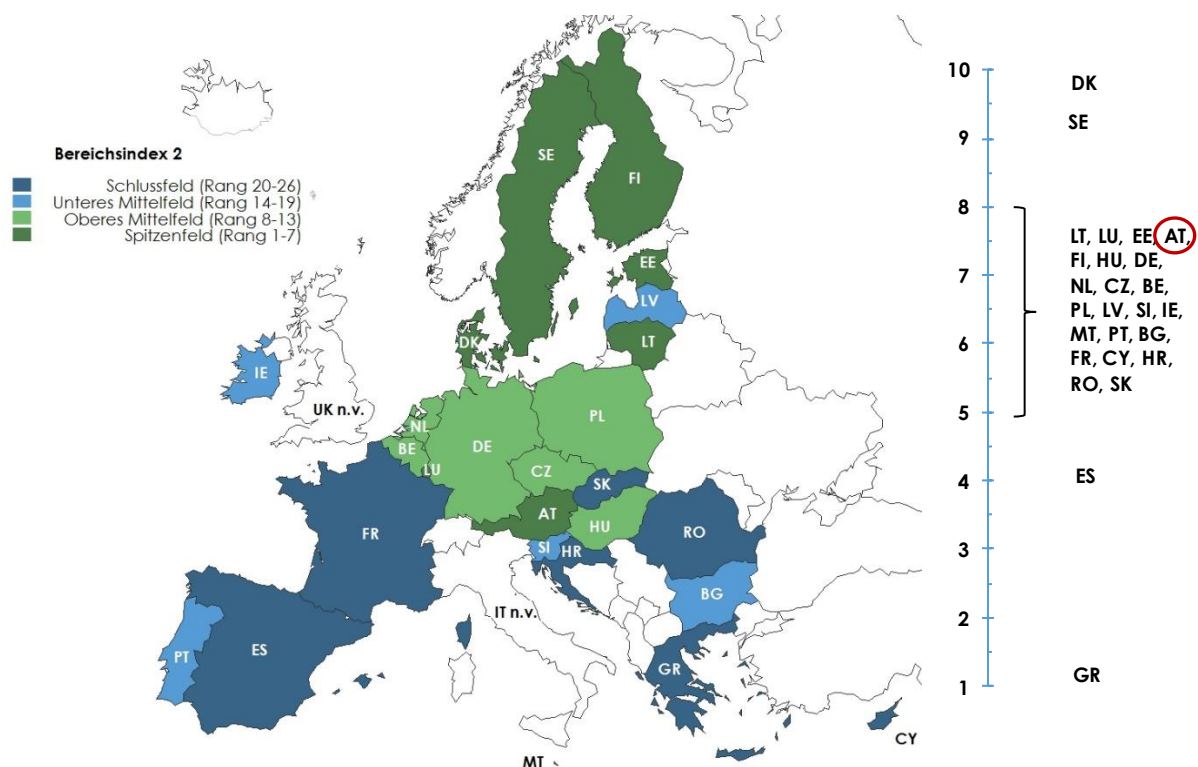 Bereichsindex 2
Schlussfeld (Rang 20-26)
Unteres Mittelfeld (Rang 14-19)
Oberes Mittelfeld (Rang 8-13)
Spitzenfeld (Rang 1-7)
SE
FI
EE
LV
LT
DK
IE
UK n.v.
NL
BE
LU
DE
PL
CZ
SK
AT
HU
FR
SI
HR
RO
BG
IT n.v.
PT
ES
GR
MT
CY
10
9
8
7
6
5
4
3
2
1
DK
SE
LT, LU, EE, AT,
FI, HU, DE,
NL, CZ, BE,
PL, LV, SI, IE,
MT, PT, BG,
FR, CY, HR,
RO, SK
ES
GR